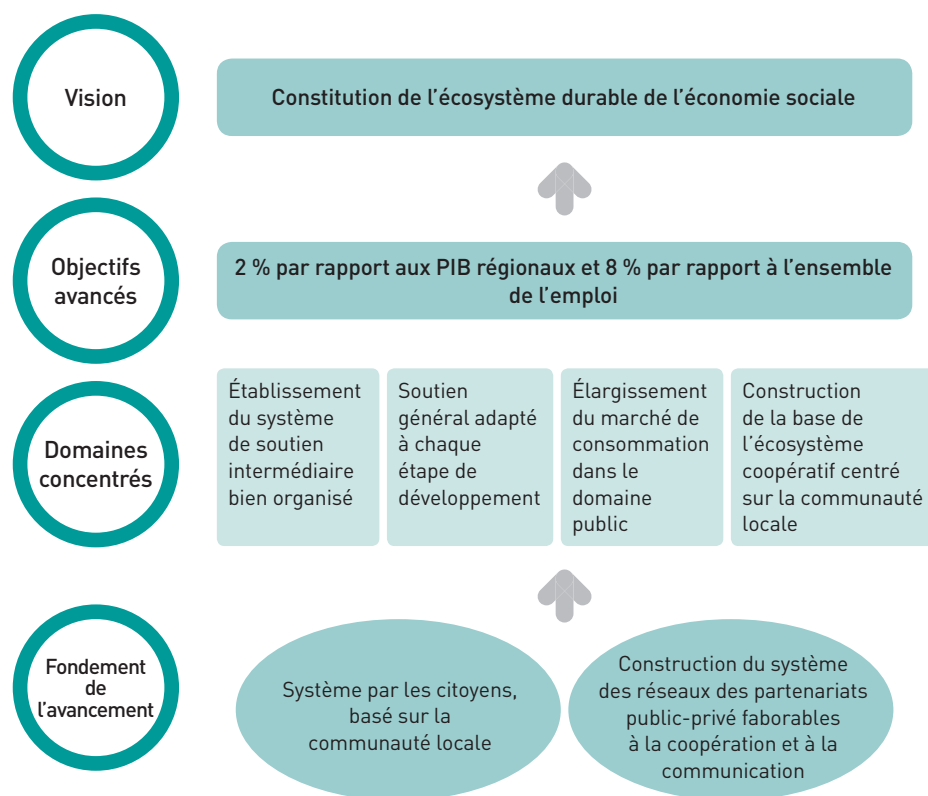 Vision
Constitution de l’écosystème durable de l’économie sociale
Objectifs
avancés
2 % par rapport aux PIB régionaux et 8 % par rapport à l’ensemble
de l’emploi
Domaines
concentrés
Établissement
du système
de soutien
intermédiaire
bien organisé
Soutien
général adapté
à chaque
étape de
développement
Élargissement
du marché de
consommation
dans le
domaine
public
Construction
de la base de
l’écosystème
coopératif centré
sur la communauté
locale
Fondement
de
l’avancement
Système par les citoyens,
basé sur la
communauté locale
Construction du système
des réseaux des partenariats
public-privé faborables
à la coopération et à la
communication